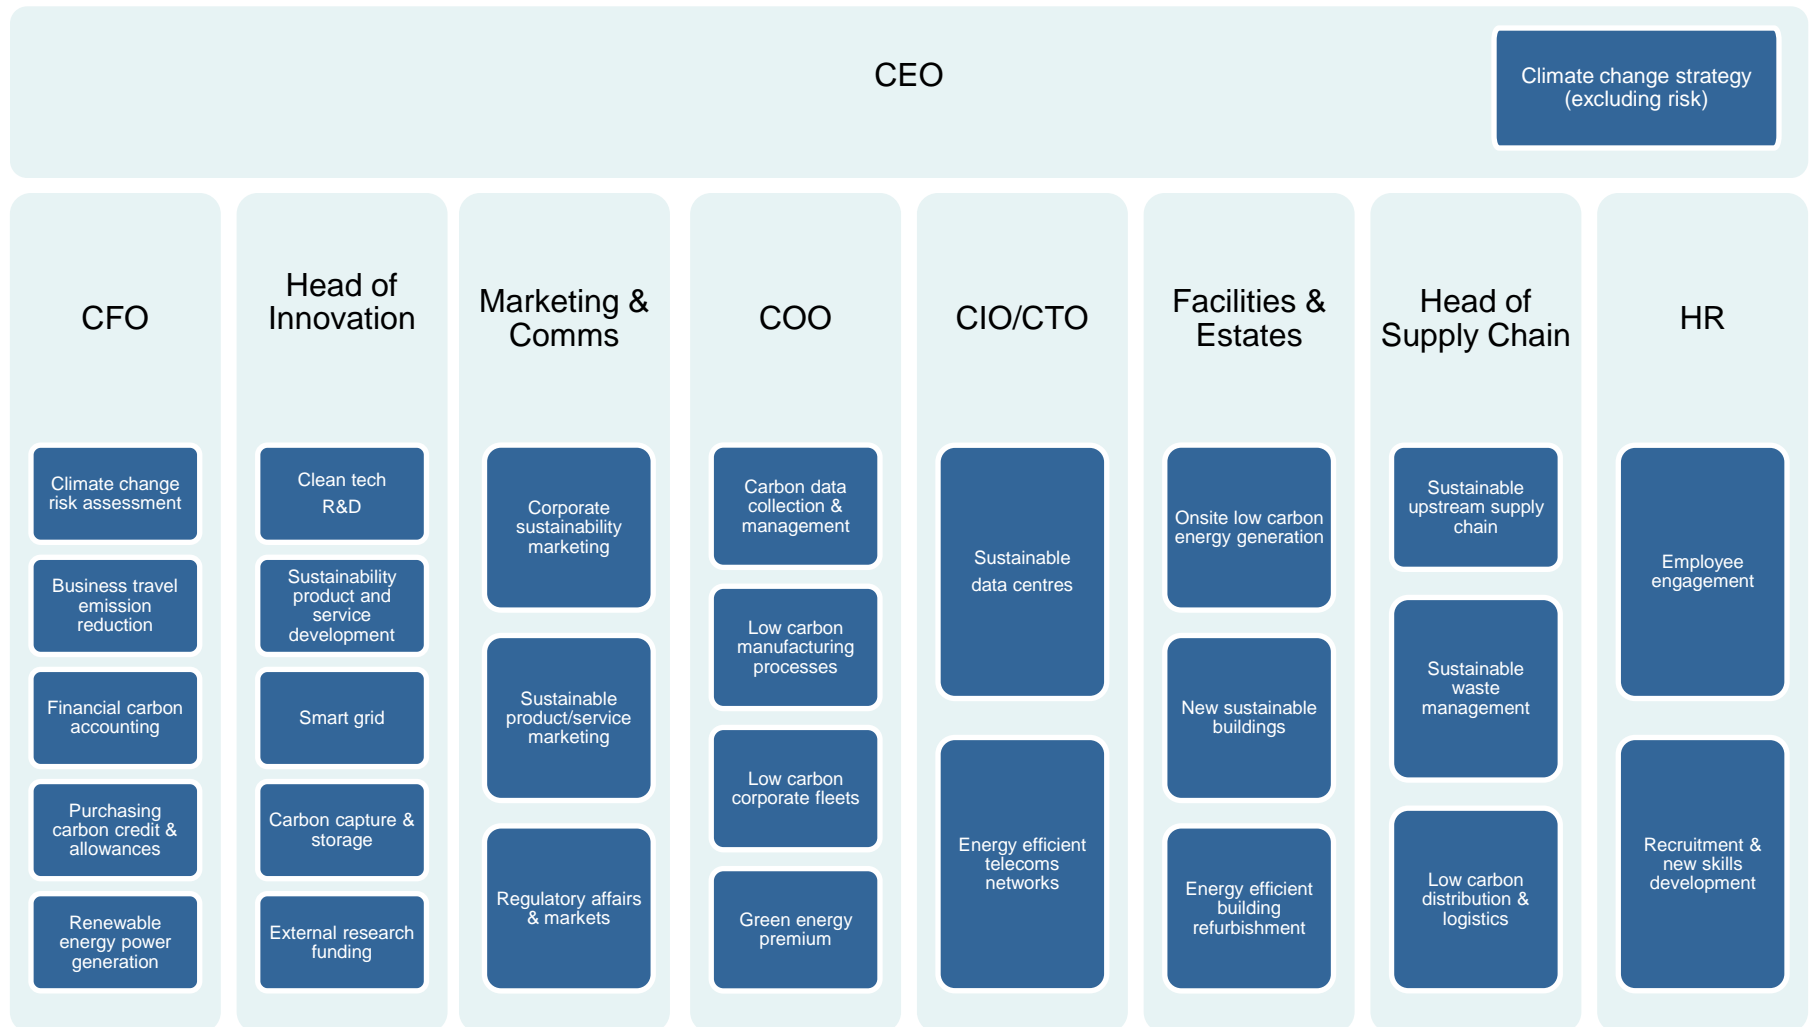 CEO
Climate change strategy
(excluding risk)
CFO
Climate change
risk assessment
Business travel
emission
reduction
Financial carbon
accounting
Purchasing
carbon credit &
allowances
Renewable
energy power
generation
Head of
Innovation
Clean tech
R&D
Sustainability
product and
service
development
Smart grid
Carbon capture &
storage
External research
funding
Marketing &
Comms
Corporate
sustainability
marketing
Sustainable
product/service
marketing
Regulatory affairs
& markets
COO
Carbon data
collection &
management
Low carbon
manufacturing
processes
Low carbon
corporate fleets
Green energy
premium
CIO/CTO
Sustainable
data centres
Energy efficient
telecoms
networks
Facilities &
Estates
Onsite low carbon
energy generation
New sustainable
buildings
Energy efficient
building
refurbishment
Head of
Supply Chain
Sustainable
upstream supply
chain
Sustainable
waste
management
Low carbon
distribution &
logistics
HR
Employee
engagement
Recruitment &
new skills
development